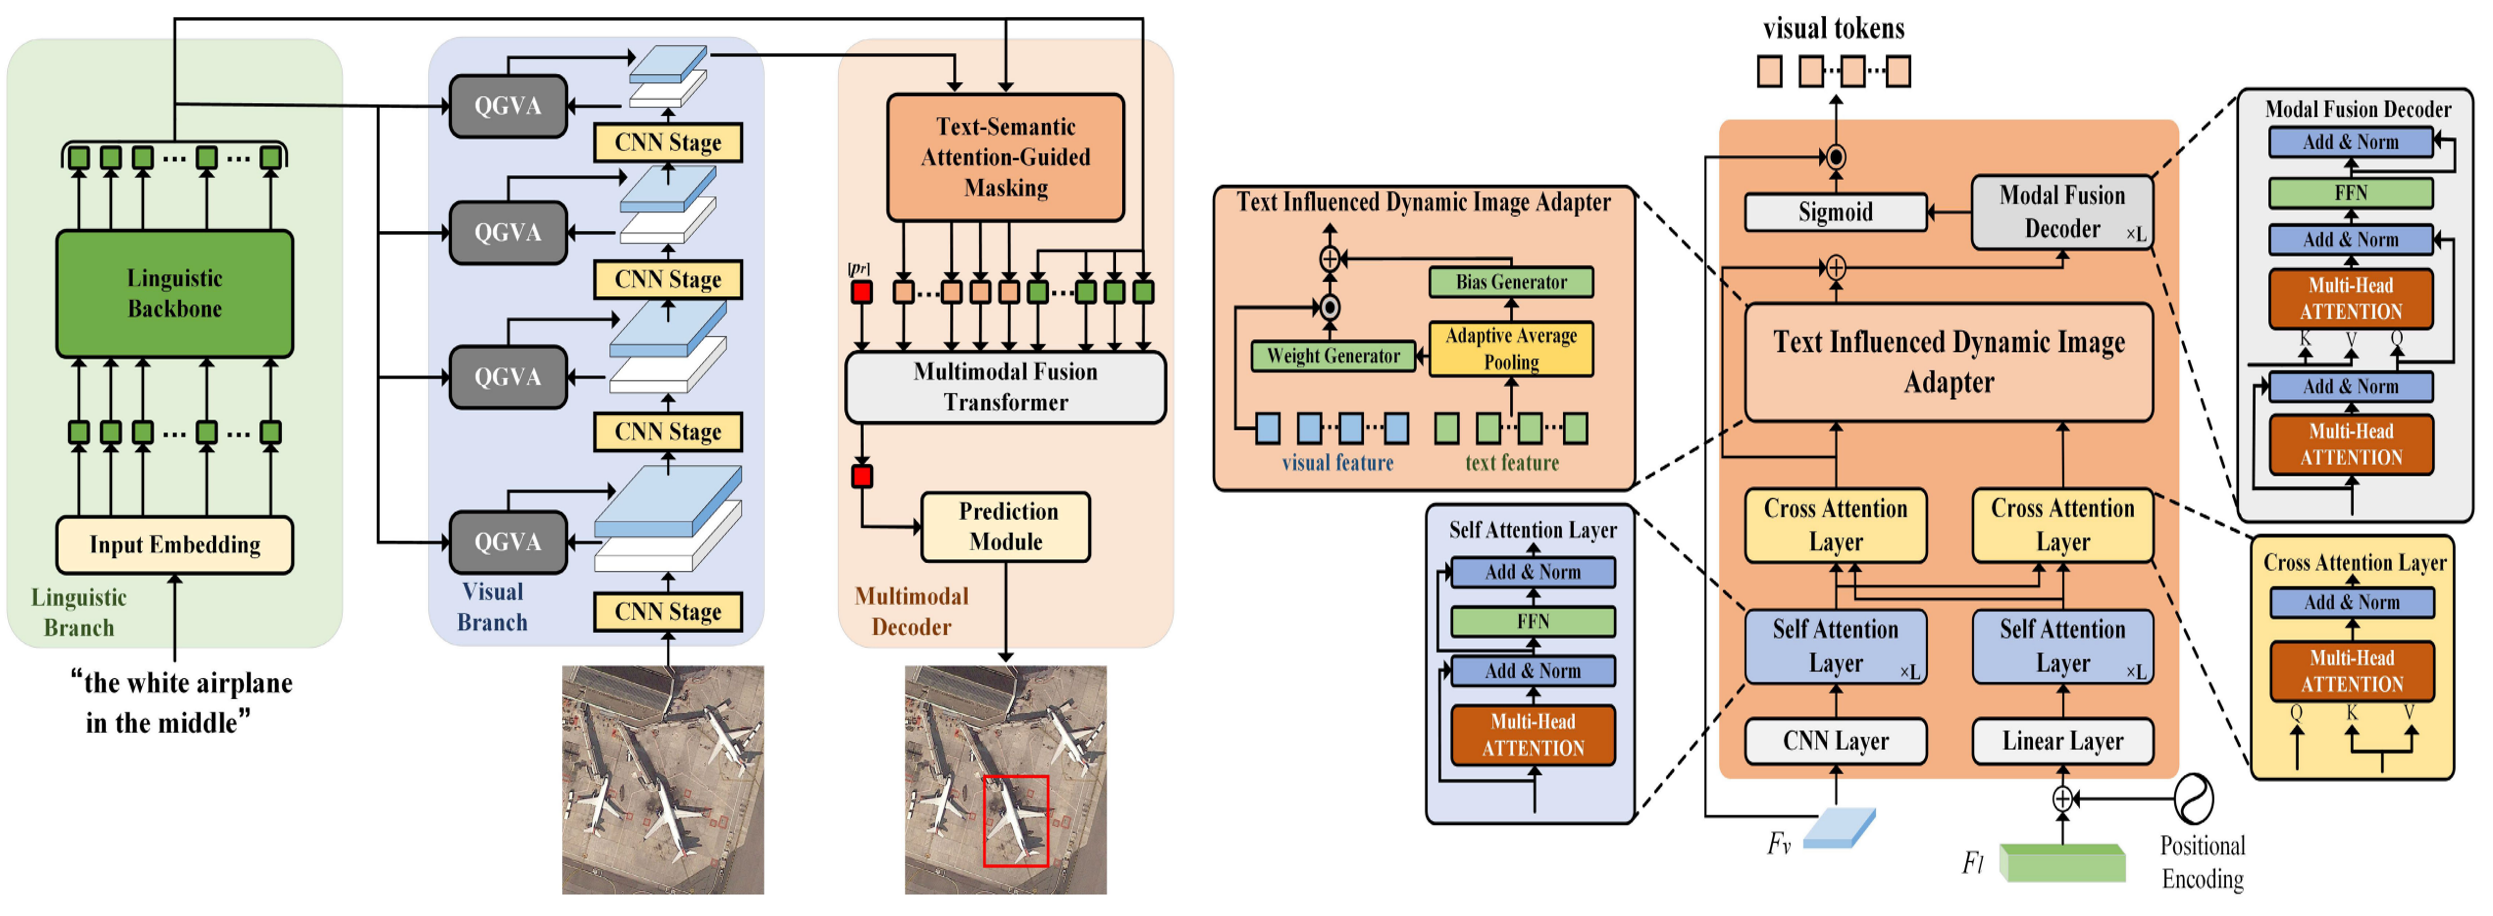 Linguistic
Backbone
Input Embedding
Linguistic
Branch
“the white airplane
in the middle”
QGVA
CNN Stage
QGVA
CNN Stage
QGVA
CNN Stage
QGVA
CNN Stage
Visual
Branch
Text-Semantic
Attention-Guided
Masking
[pr]
Multimodal Fusion
Transformer
Prediction
Module
Multimodal
Decoder
Text Influenced Dynamic Image Adapter
Bias Generator
Adaptive Average
Pooling
Weight Generator
visual feature
text feature
Self Attention Layer
Add & Norm
FFN
Add & Norm
Multi-Head
ATTENTION
visual tokens
Sigmoid
Modal Fusion
Decoder
×L
Text Influenced Dynamic Image
Adapter
Cross Attention
Layer
Cross Attention
Layer
Self Attention
Layer
×L
Self Attention
Layer
×L
CNN Layer
Linear Layer
Fv
Fl
Positional
Encoding
Modal Fusion Decoder
Add & Norm
FFN
Add & Norm
Multi-Head
ATTENTION
K V Q
Add & Norm
Multi-Head
ATTENTION
Cross Attention Layer
Add & Norm
Multi-Head
ATTENTION
Q K V